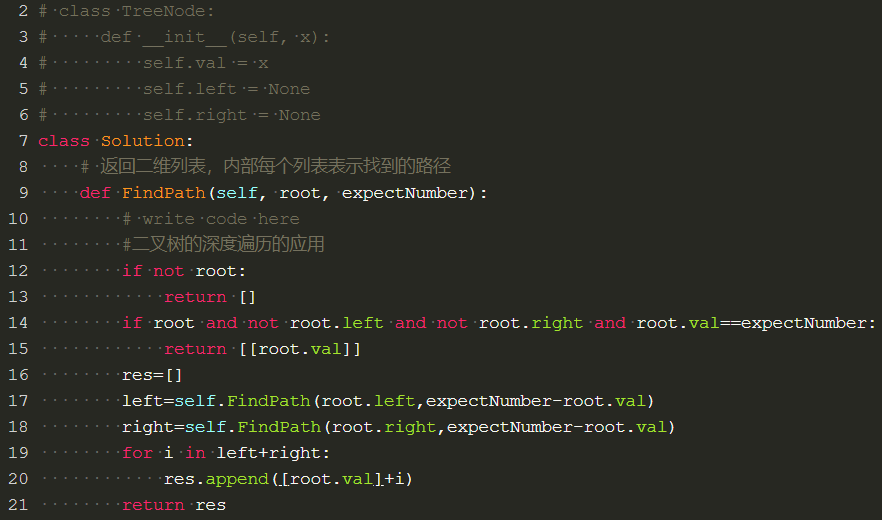 2 # class TreeNode:
3 #     def __init__(self, x):
4 #         self.val = x
5 #         self.left = None
6 #         self.right = None
7 class Solution:
8     # 返回二维列表，内部每个列表表示找到的路径
9     def FindPath(self, root, expectNumber):
10         # write code here
11         #二叉树的深度遍历的应用
12         if not root:
13             return []
14         if root and not root.left and not root.right and root.val==expectNumber:
15             return [[root.val]]
16         res=[]
17         left=self.FindPath(root.left,expectNumber-root.val)
18         right=self.FindPath(root.right,expectNumber-root.val)
19         for i in left+right:
20             res.append([root.val]+i)
21         return res